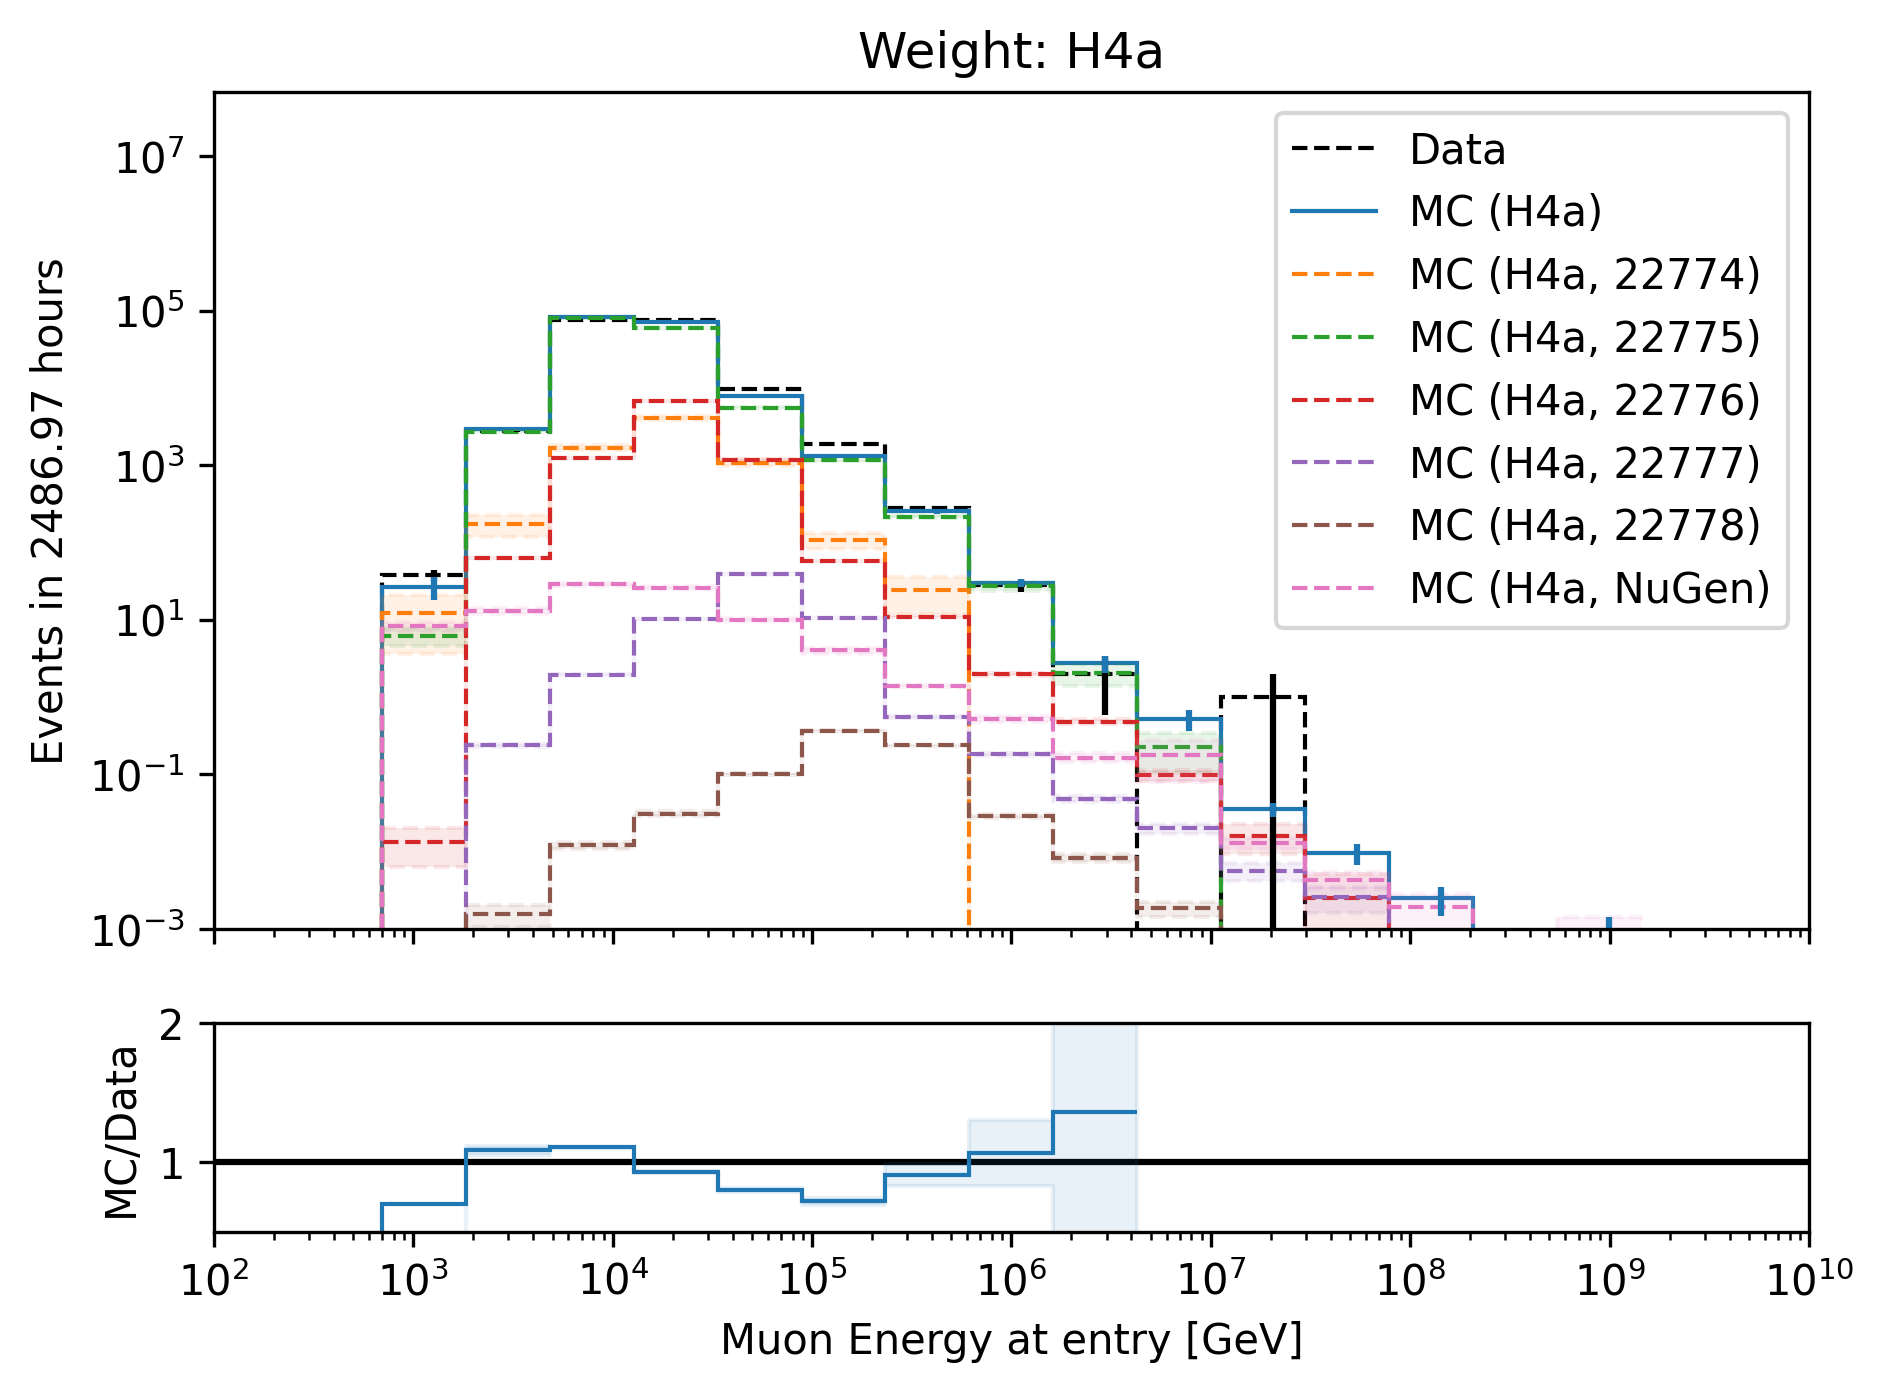 Weight: H4a
Events in 2486.97 hours
10^7
10^5
10^3
10^1
10^−1
10^−3
Data
MC (H4a)
MC (H4a, 22774)
MC (H4a, 22775)
MC (H4a, 22776)
MC (H4a, 22777)
MC (H4a, 22778)
MC (H4a, NuGen)
MC/Data
2
1
10^2 10^3 10^4 10^5 10^6 10^7 10^8 10^9 10^10
Muon Energy at entry [GeV]